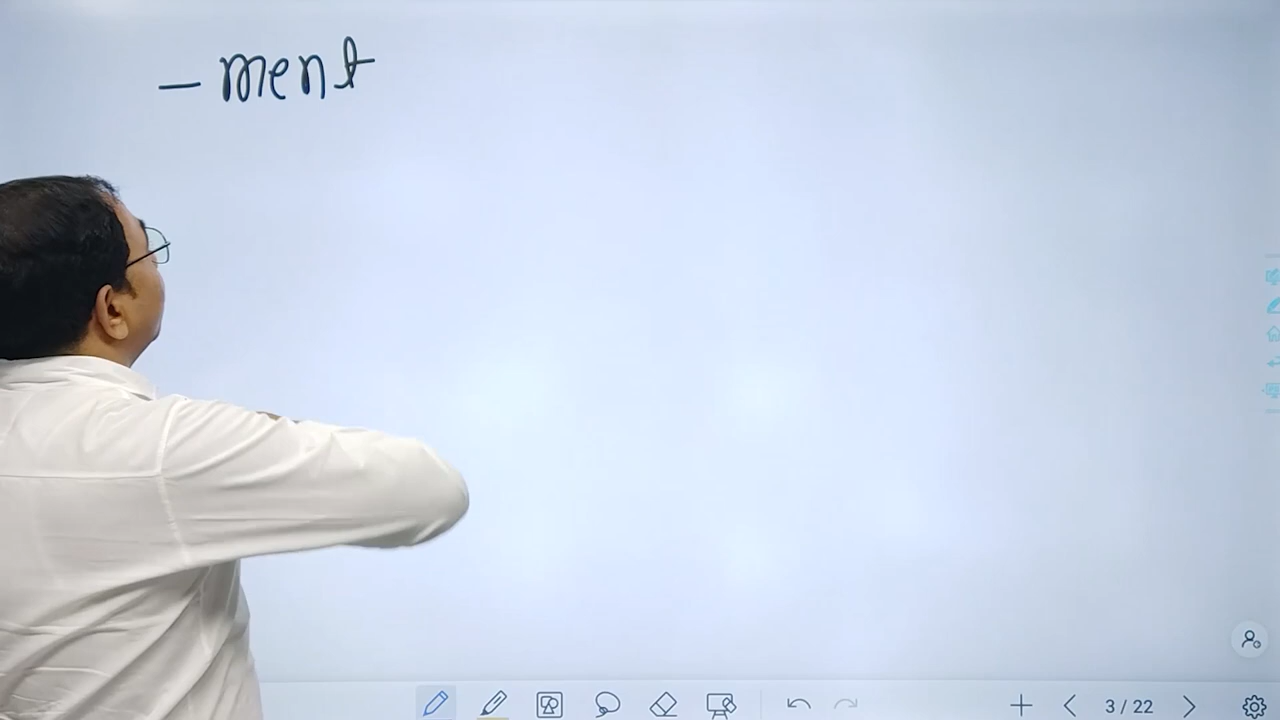 – ment
3 / 22